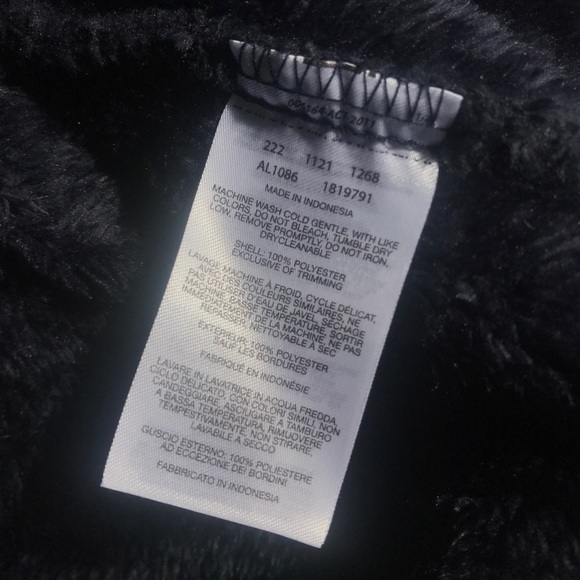 222 1121 1268
AL1086 1819791
MADE IN INDONESIA
MACHINE WASH COLD GENTLE, WITH LIKE
COLORS, DO NOT BLEACH, TUMBLE DRY
LOW, REMOVE PROMPTLY, DO NOT IRON,
DRYCLEANABLE
SHELL: 100% POLYESTER
EXCLUSIVE OF TRIMMING
LAVAGE MACHINE À FROID, CYCLE DÉLICAT,
AVEC DES COULEURS SIMILAIRES, NE
PAS UTILISER D'EAU DE JAVEL, SÉCHAGE
MACHINE, BASSE TEMPÉRATURE, SORTIR
IMMÉDIATEMENT DE LA MACHINE, NE PAS
REPASSER, NETTOYABLE À SEC
EXTÉRIEUR: 100% POLYESTER
SAUF LES BORDURES
FABRIQUÉ EN INDONÉSIE
LAVARE IN LAVATRICE IN ACQUA FREDDA,
CICLO DELICATO, CON COLORI SIMILI, NON
CANDEGGIARE, ASCIUGARE A TAMBURO
A BASSA TEMPERATURA, RIMUOVERE
TEMPESTIVAMENTE, NON STIRARE,
LAVABILE A SECCO
GUSCIO ESTERNO: 100% POLIESTERE
AD ECCEZIONE DEI BORDINI
FABBRICATO IN INDONESIA